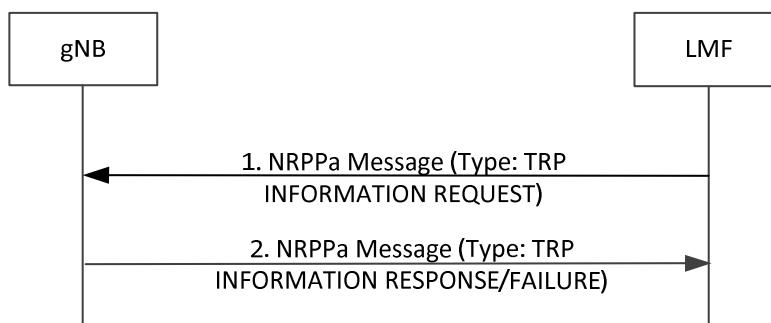 gNB
LMF
1. NRPPa Message (Type: TRP
INFORMATION REQUEST)
2. NRPPa Message (Type: TRP
INFORMATION RESPONSE/FAILURE)